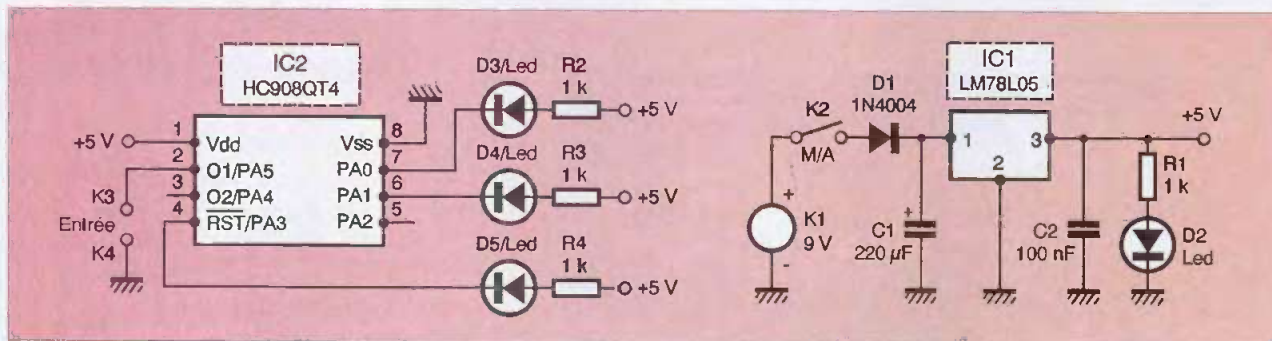 IC2
HC908QT4
+5 V
1
Vdd
2
O1/PA5
3
O2/PA4
4
RST/PA3
Vss
8
PA0
7
PA1
6
PA2
5
K3
Entrée
K4
D3/Led
R2
1 k
+5 V
D4/Led
R3
1 k
+5 V
D5/Led
R4
1 k
+5 V
K2
M/A
D1
1N4004
IC1
LM78L05
1
2
3
+5 V
+
K1
9 V
-
+
C1
220 µF
C2
100 nF
R1
1 k
D2
Led